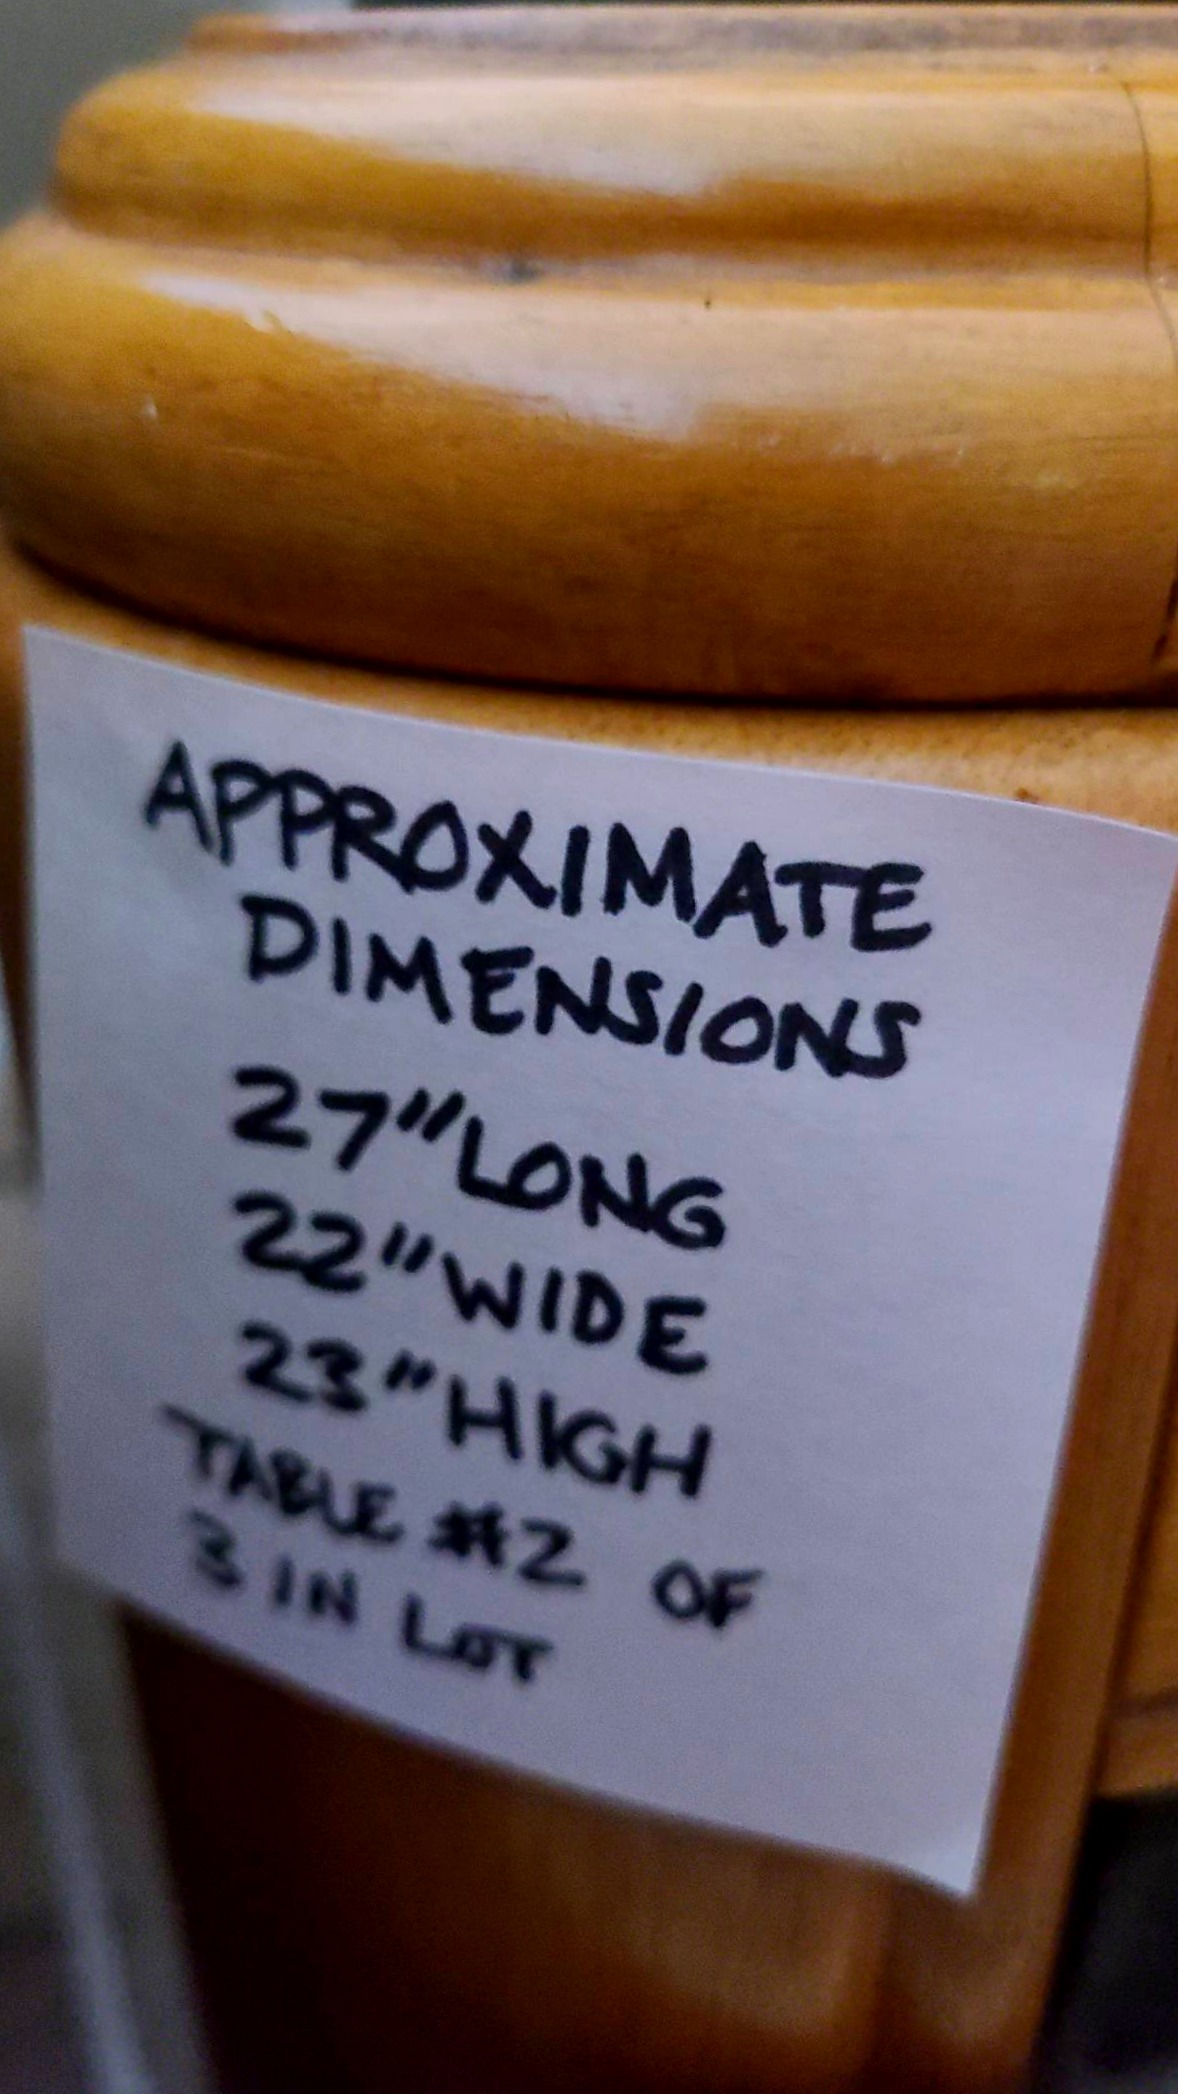 APPROXIMATE
DIMENSIONS
27" LONG
22" WIDE
23" HIGH
TABLE #2 OF
3 IN LOT